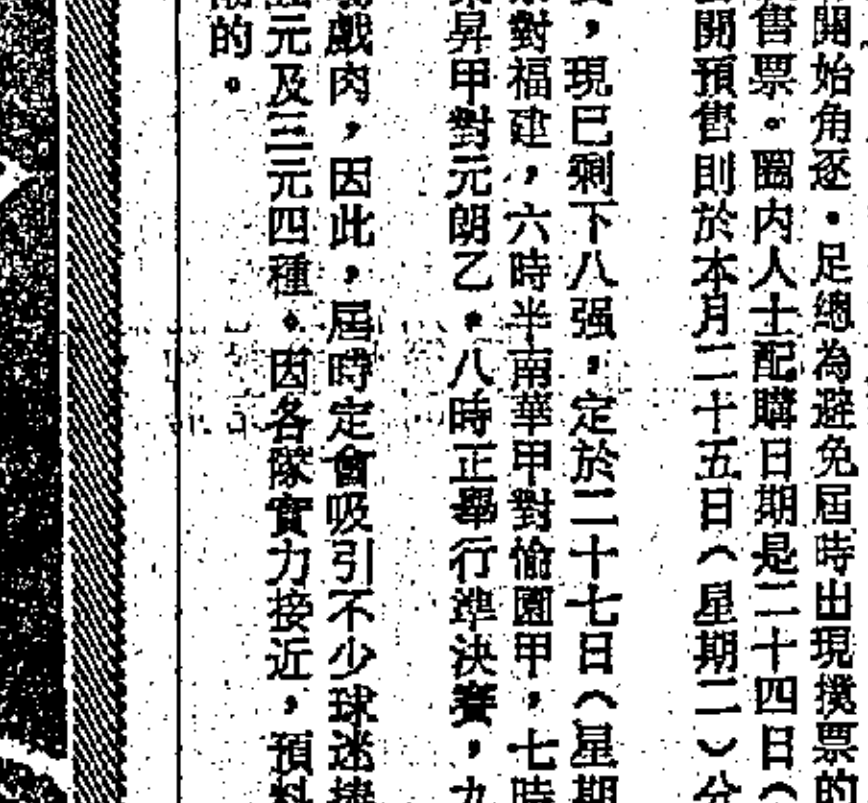 開始角逐。足總為避免屆時出現撲票的
售票。圈内人士配購日期是二十四日（
開預售則於本月二十五日（星期二）分
，現已剩下八强，定於二十七日（星期
對福建，六時半南華甲對愉園甲，七時
昇甲對元朗乙。八時正舉行準決賽，九
戲肉，因此，屆時定會吸引不少球迷捧
元及三元四種。因各隊實力接近，預料
的。